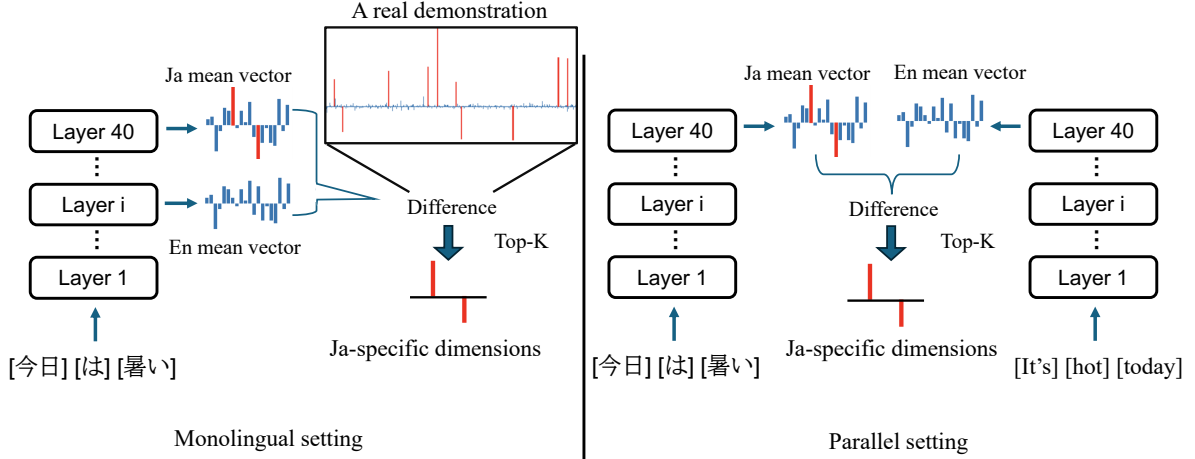 A real demonstration
Ja mean vector
Layer 40
Layer i
En mean vector
Layer 1
Difference
Top-K
Ja-specific dimensions
[今日] [は] [暑い]
Monolingual setting
Ja mean vector
En mean vector
Layer 40
Layer 40
Layer i
Layer i
Difference
Top-K
Layer 1
Layer 1
Ja-specific dimensions
[今日] [は] [暑い]
[It's] [hot] [today]
Parallel setting